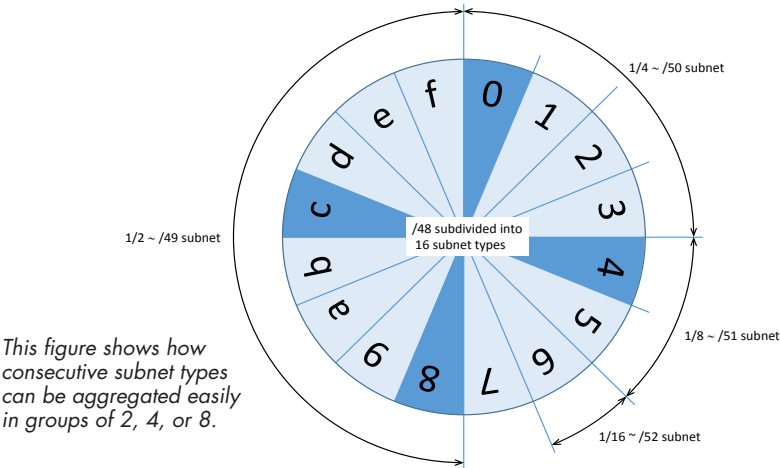 1/4 ~ /50 subnet
f
0
e
1
d
2
c
3
/48 subdivided into
16 subnet types
1/2 ~ /49 subnet
b
4
a
5
1/8 ~ /51 subnet
9
6
8
7
This figure shows how
consecutive subnet types
can be aggregated easily
in groups of 2, 4, or 8.
1/16 ~ /52 subnet